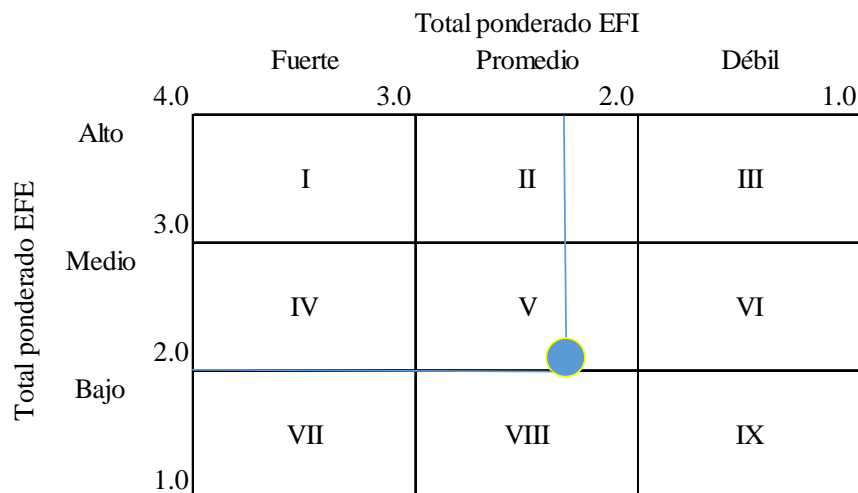 Total ponderado EFI
Fuerte Promedio Débil
4.0 3.0 2.0 1.0
Alto
I II III
3.0
Medio
Total ponderado EFE
IV V VI
2.0
Bajo
VII VIII IX
1.0